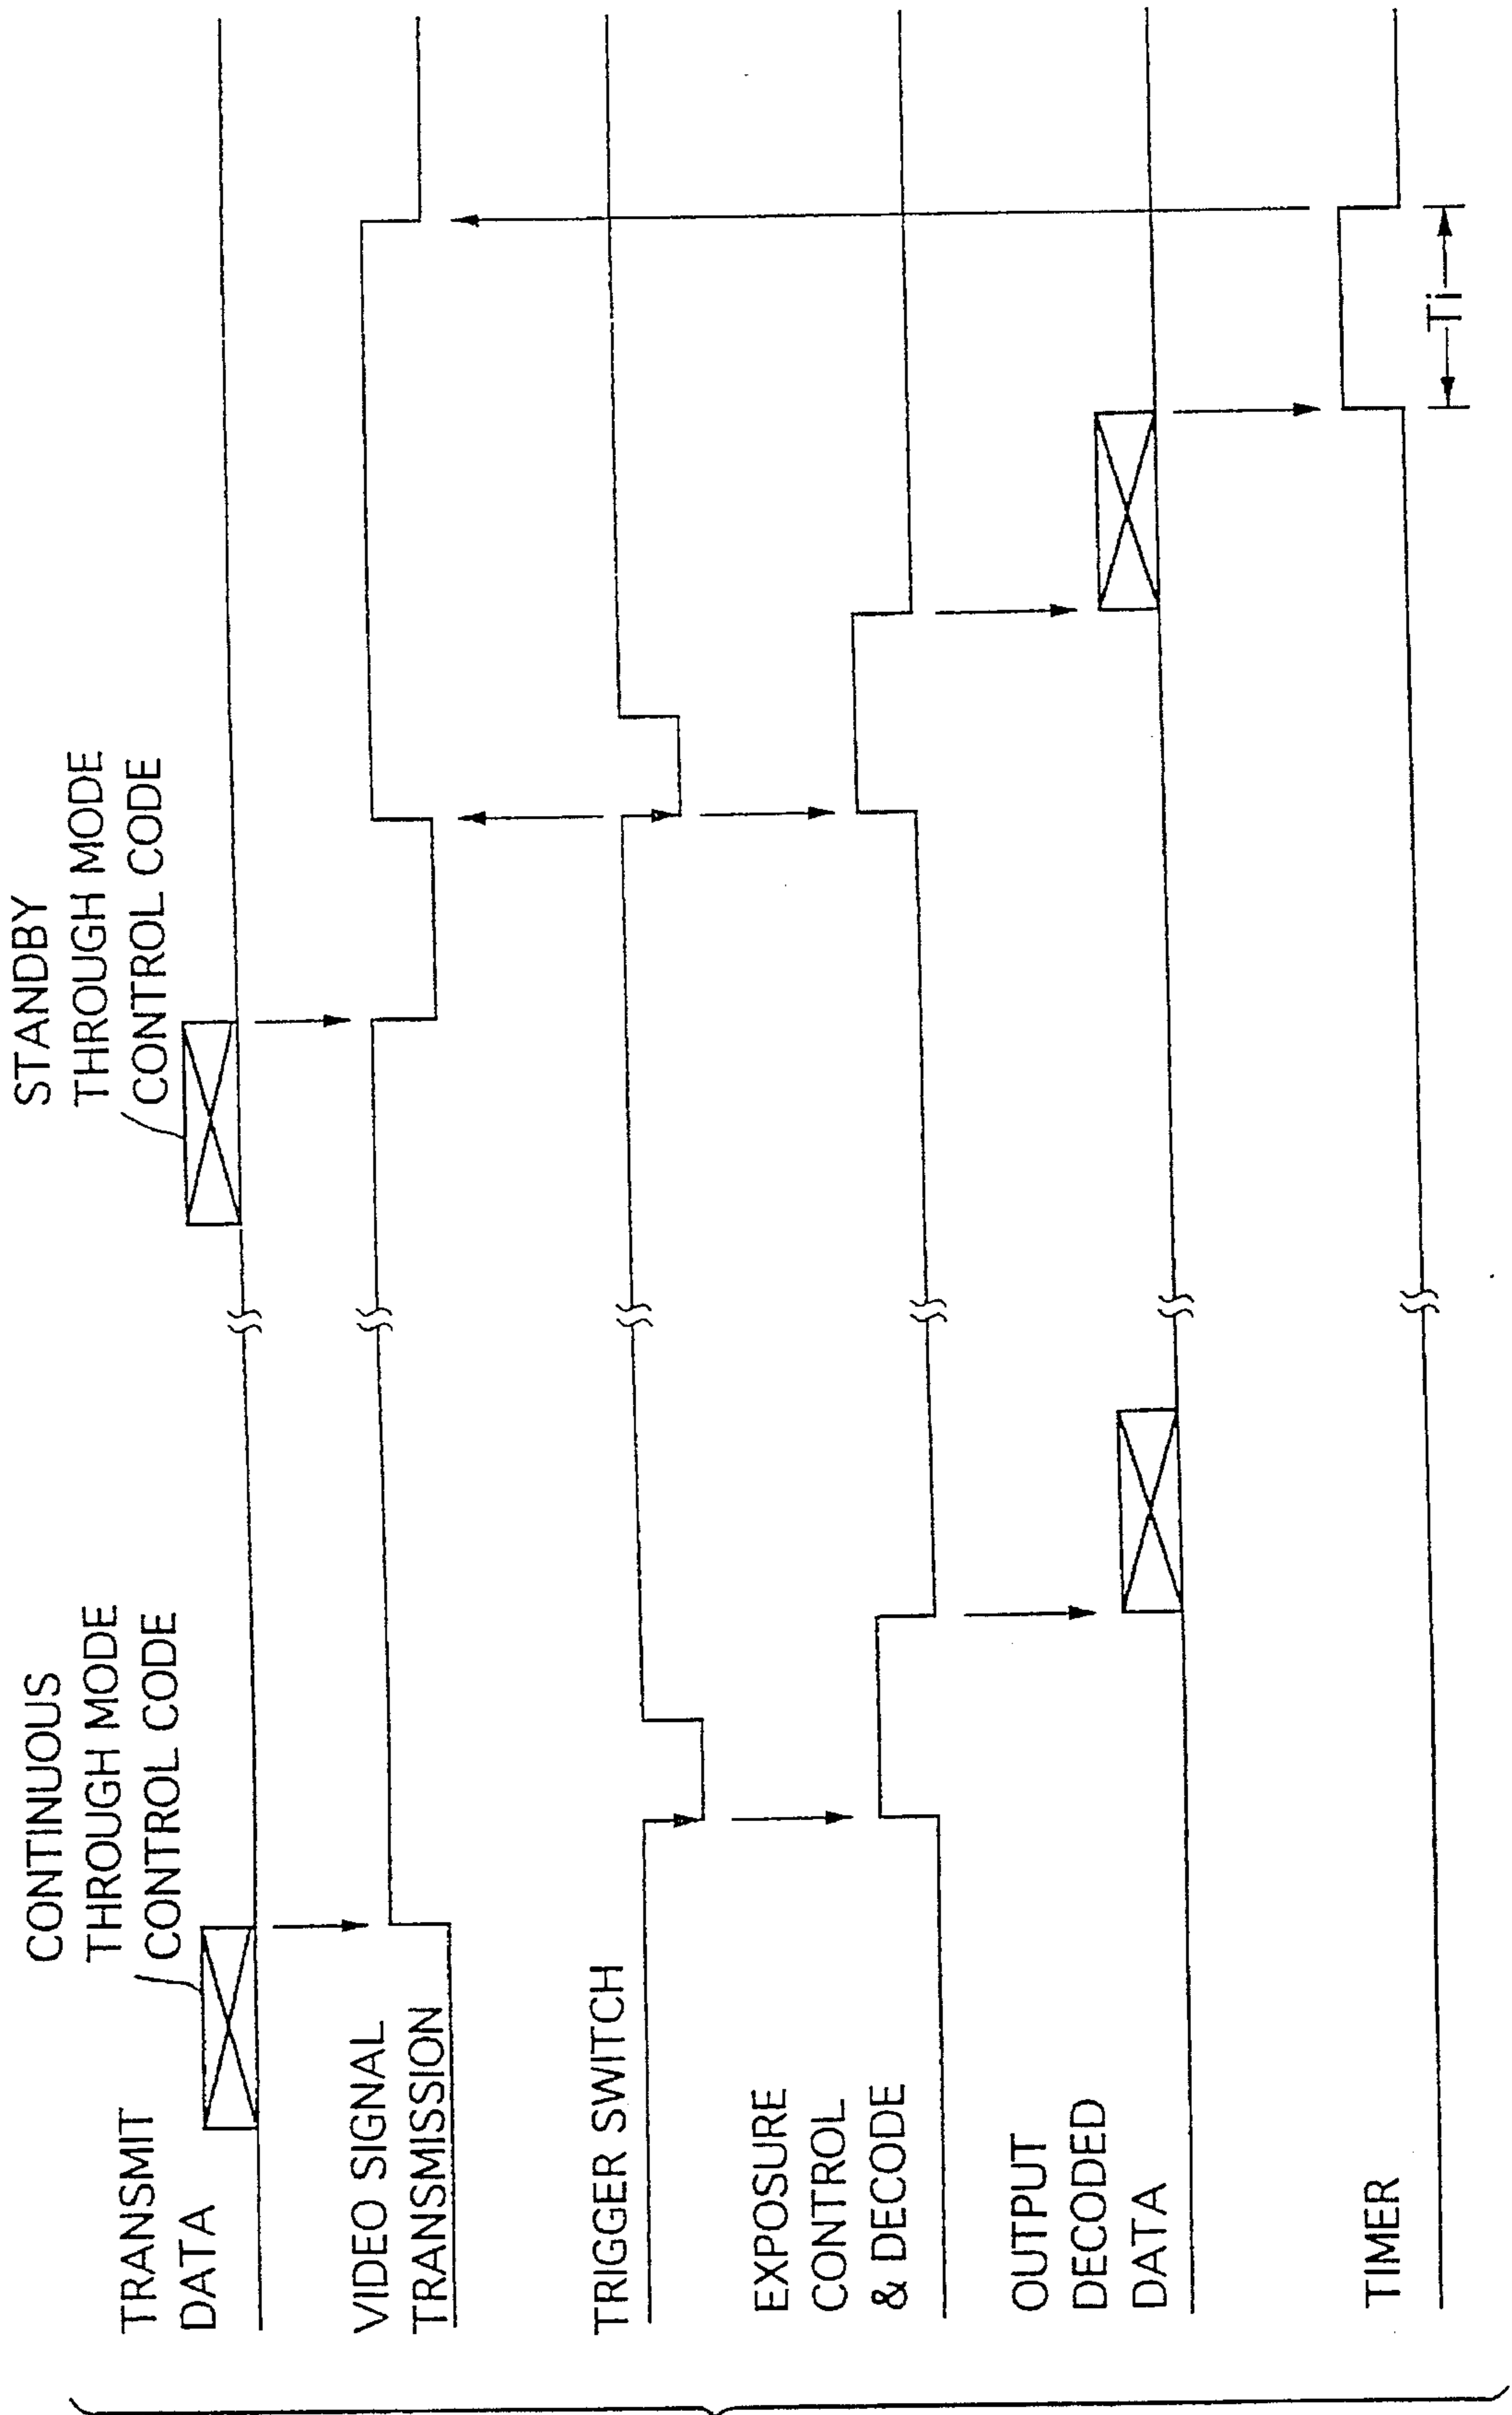 CONTINUOUS
THROUGH MODE
CONTROL CODE
STANDBY
THROUGH MODE
CONTROL CODE
TRANSMIT
DATA
VIDEO SIGNAL
TRANSMISSION
TRIGGER SWITCH
EXPOSURE
CONTROL
& DECODE
OUTPUT
DECODED
DATA
TIMER
Ti